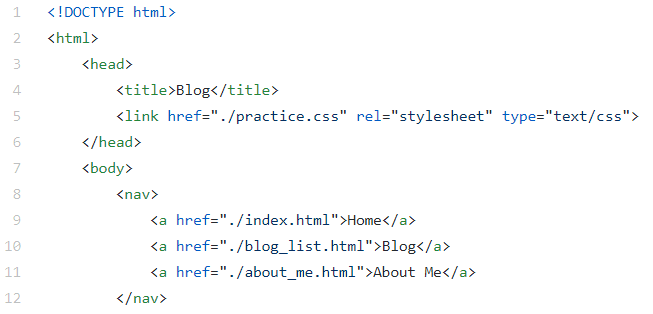 1 <!DOCTYPE html>
2 <html>
3     <head>
4         <title>Blog</title>
5         <link href="./practice.css" rel="stylesheet" type="text/css">
6     </head>
7     <body>
8         <nav>
9             <a href="./index.html">Home</a>
10             <a href="./blog_list.html">Blog</a>
11             <a href="./about_me.html">About Me</a>
12         </nav>